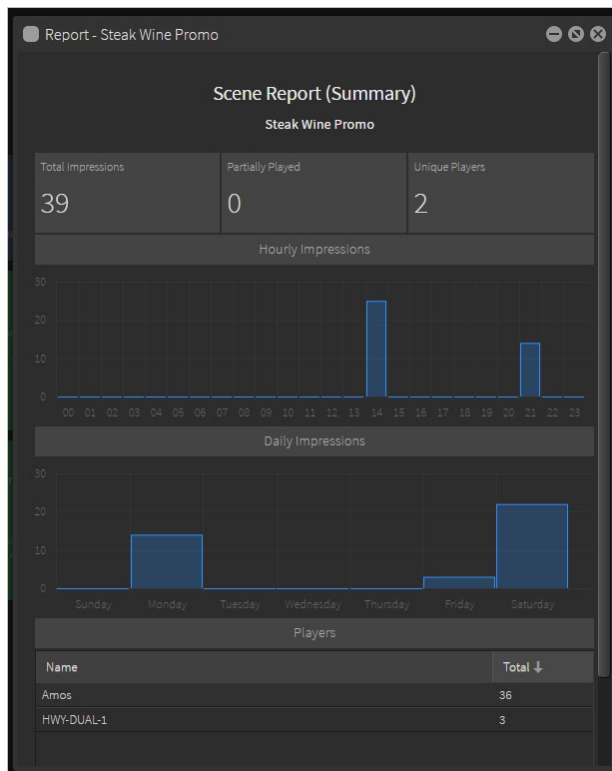 Report - Steak Wine Promo
Scene Report (Summary)
Steak Wine Promo
Total Impressions Partially Played Unique Players
39 0 2
Hourly Impressions
30
20
10
0
00 01 02 03 04 05 06 07 08 09 10 11 12 13 14 15 16 17 18 19 20 21 22 23
Daily Impressions
30
20
10
0
Sunday Monday Tuesday Wednesday Thursday Friday Saturday
Players
Name Total
Amos 36
HWY-DUAL-1 3